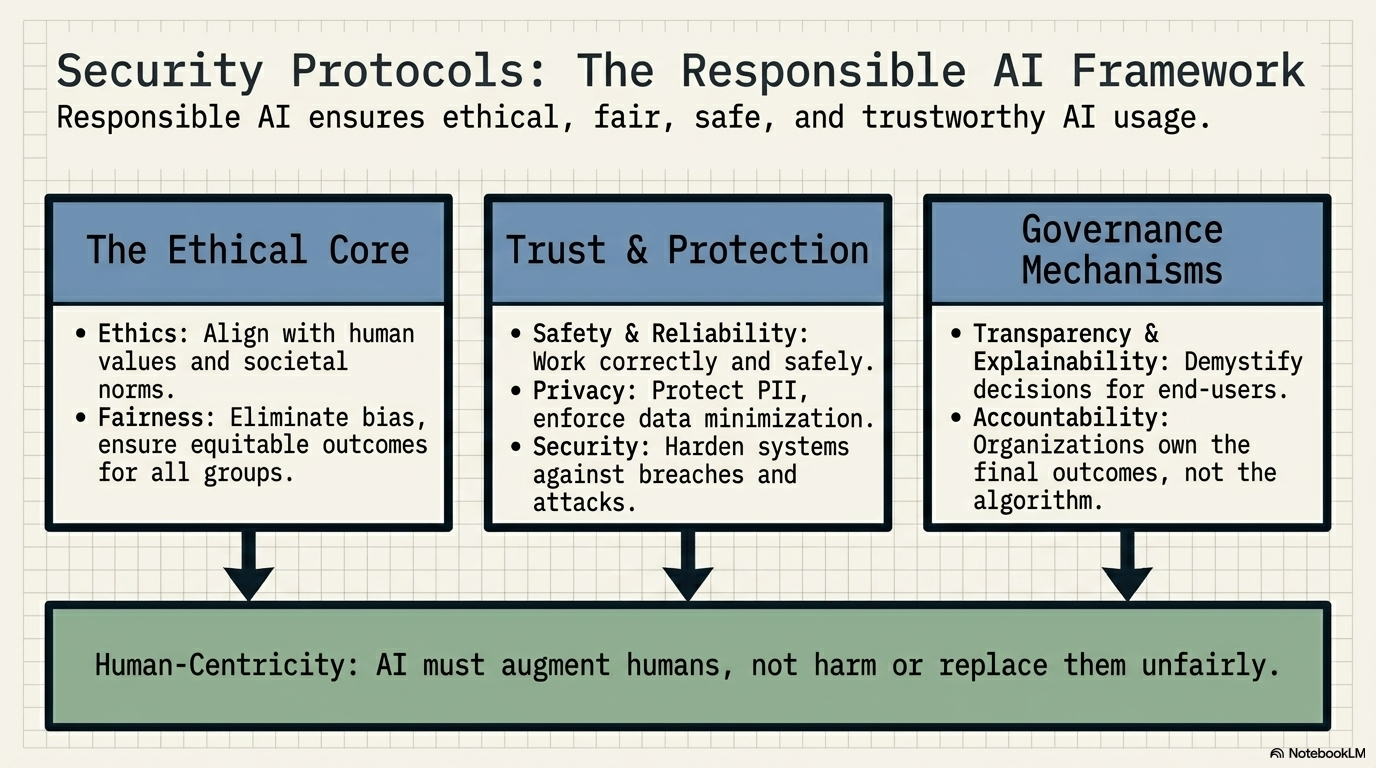 Security Protocols: The Responsible AI Framework
Responsible AI ensures ethical, fair, safe, and trustworthy AI usage.
The Ethical Core
• Ethics: Align with human
values and societal
norms.
• Fairness: Eliminate bias,
ensure equitable outcomes
for all groups.
Trust & Protection
• Safety & Reliability:
Work correctly and safely.
• Privacy: Protect PII,
enforce data minimization.
• Security: Harden systems
against breaches and
attacks.
Governance
Mechanisms
• Transparency &
Explainability: Demystify
decisions for end-users.
• Accountability:
Organizations own the
final outcomes, not the
algorithm.
Human-Centricity: AI must augment humans, not harm or replace them unfairly.
NotebookLM